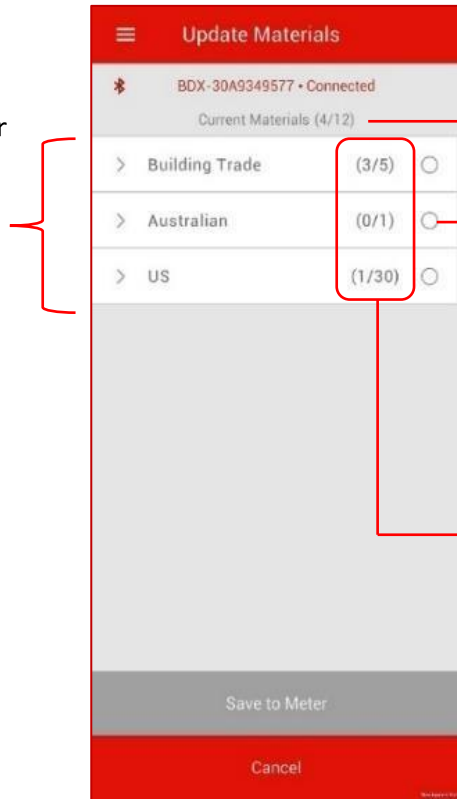 Update Materials
BDX-30A9349577 • Connected
Current Materials (4/12)
r
Building Trade (3/5)
Australian (0/1)
US (1/30)
Save to Meter
Cancel